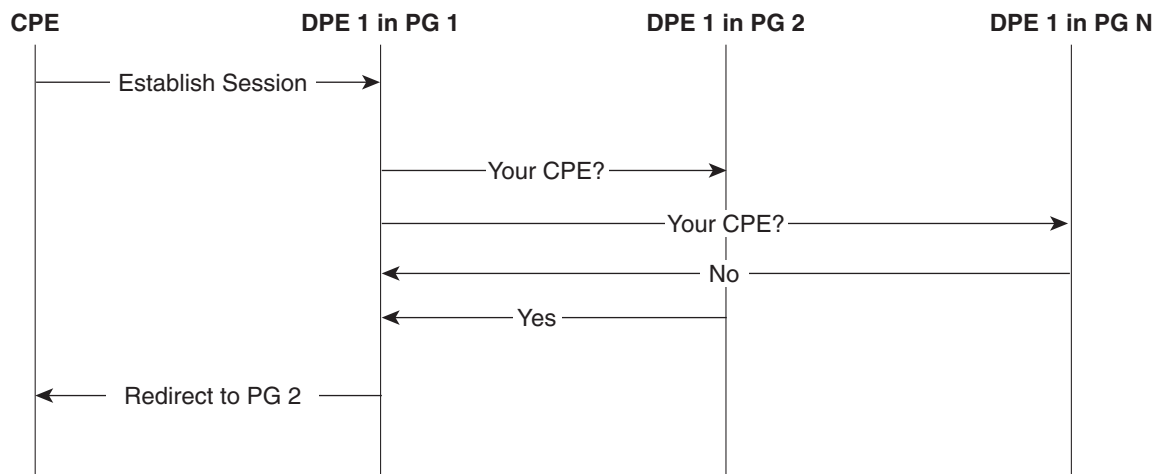 CPE
DPE 1 in PG 1
DPE 1 in PG 2
DPE 1 in PG N
Establish Session
Your CPE?
Your CPE?
No
Yes
Redirect to PG 2